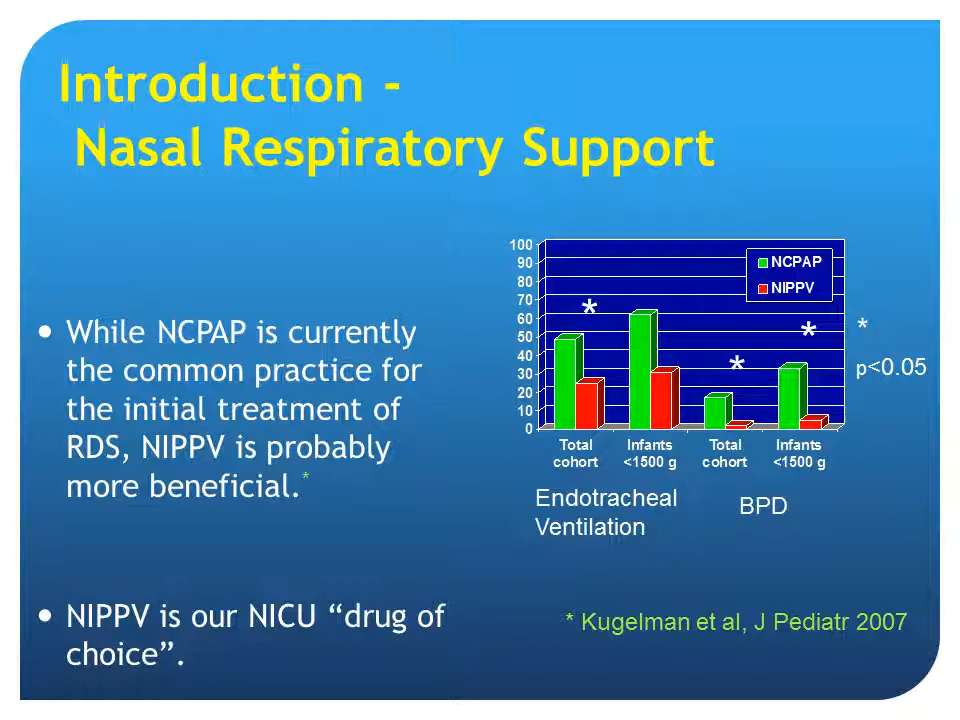 Introduction -
Nasal Respiratory Support
• While NCPAP is currently
the common practice for
the initial treatment of
RDS, NIPPV is probably
more beneficial.*
• NIPPV is our NICU “drug of
choice”.
100
90
80
70
60
50
40
30
20
10
0
NCPAP
NIPPV
*
*
*
*
p<0.05
Total
cohort
Infants
<1500 g
Total
cohort
Infants
<1500 g
Endotracheal
Ventilation
BPD
* Kugelman et al, J Pediatr 2007